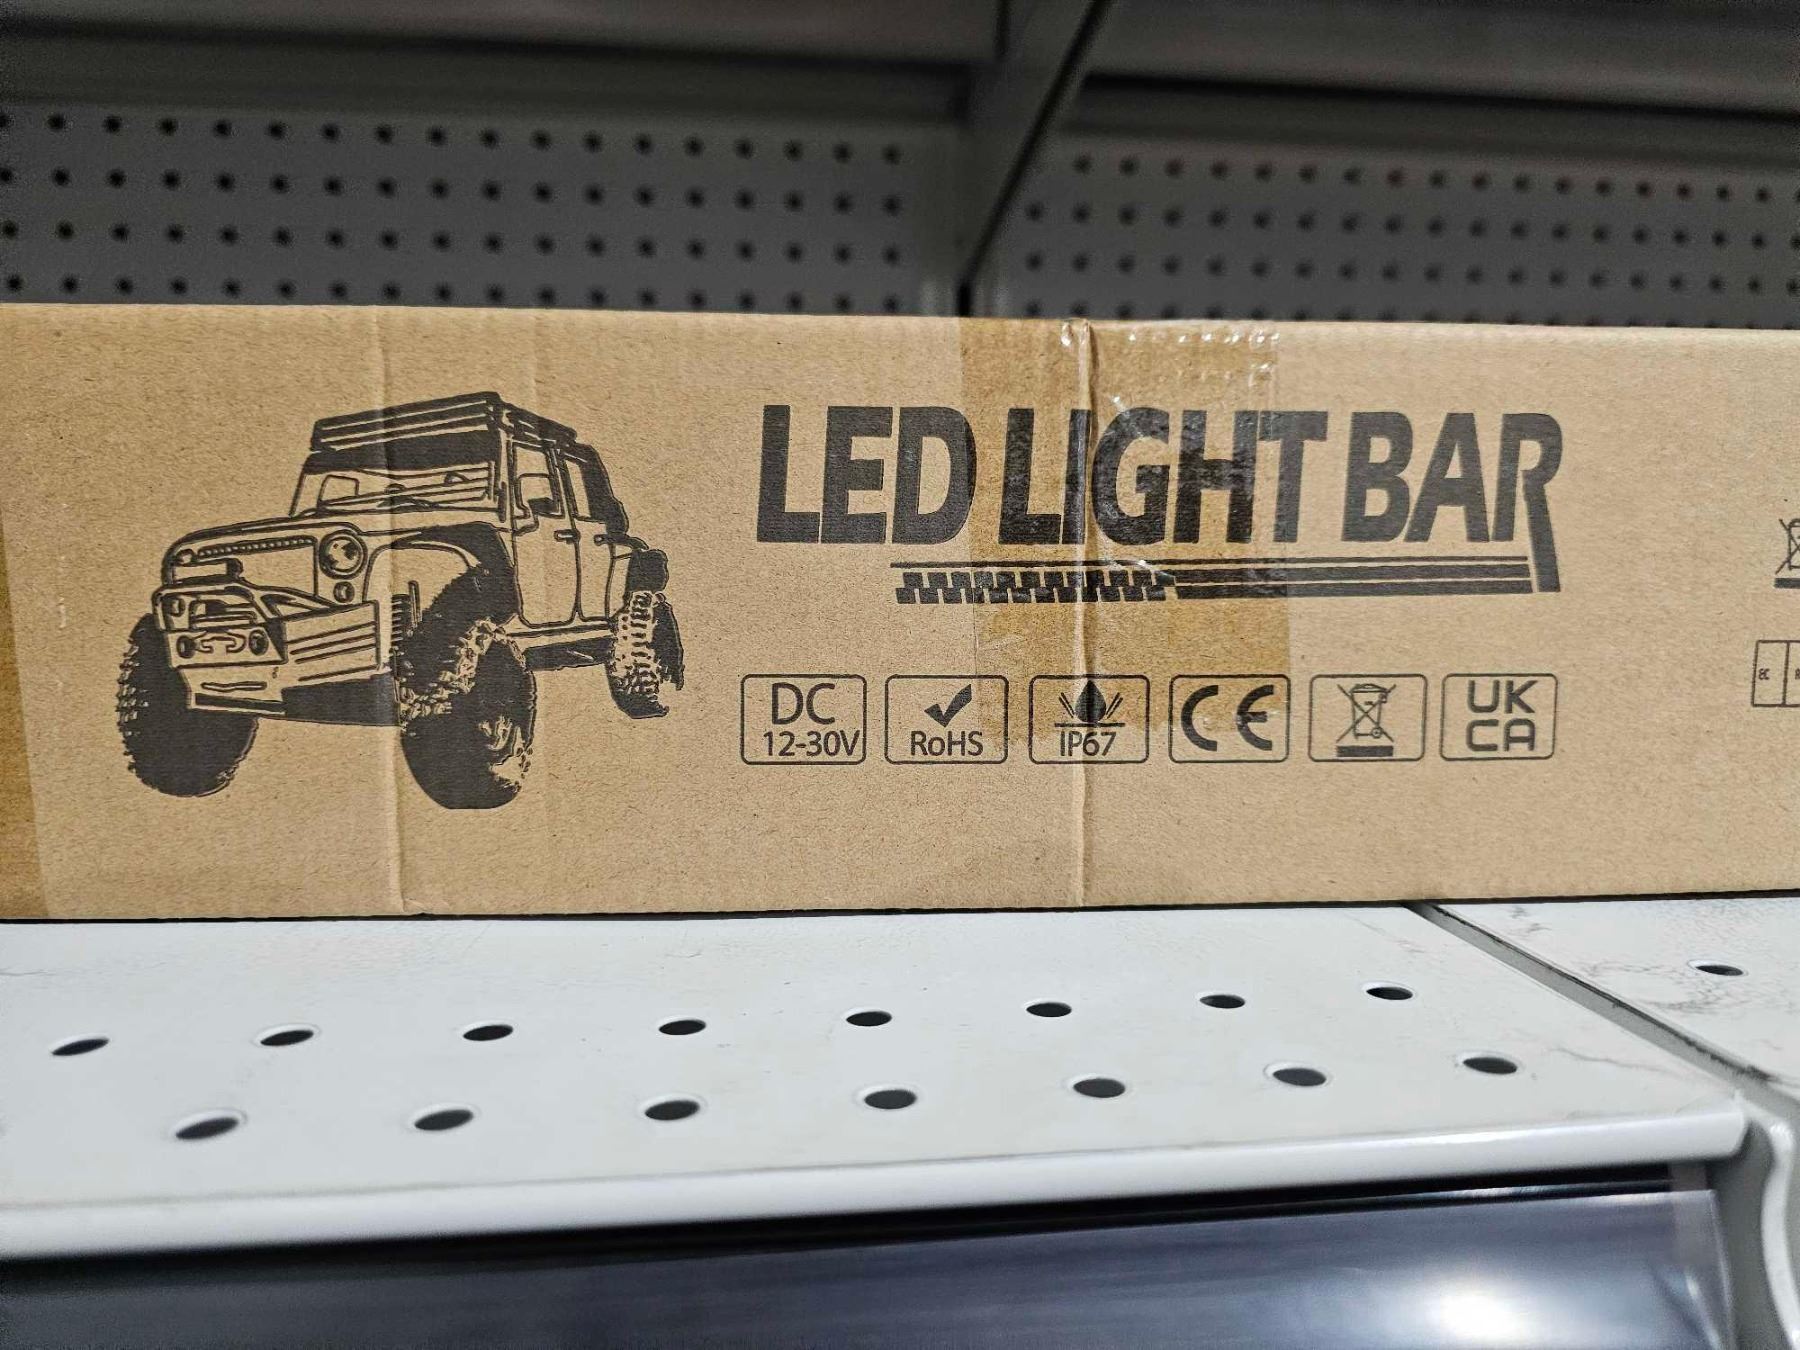 LED LIGHT BAR
DC
12-30V
RoHS
IP67
CE
UK
CA